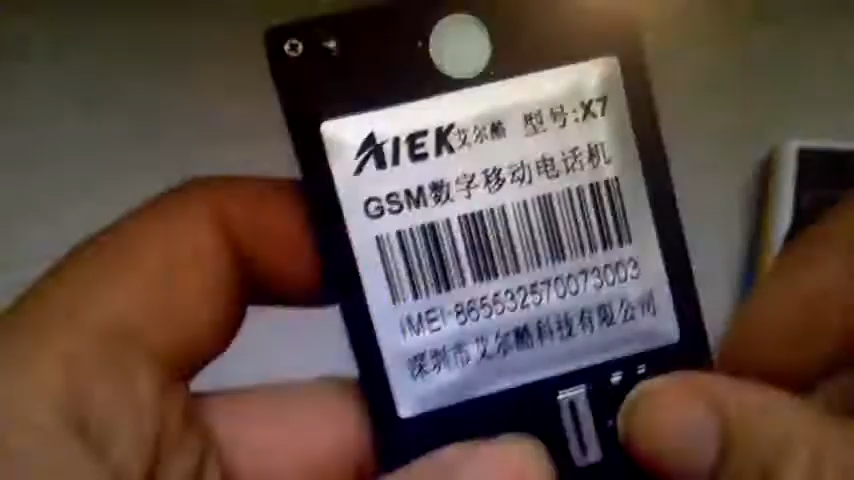 AIEK艾尔酷 型号:X7
GSM数字移动电话机
IMEI:865532570073003
深圳市艾尔酷科技有限公司